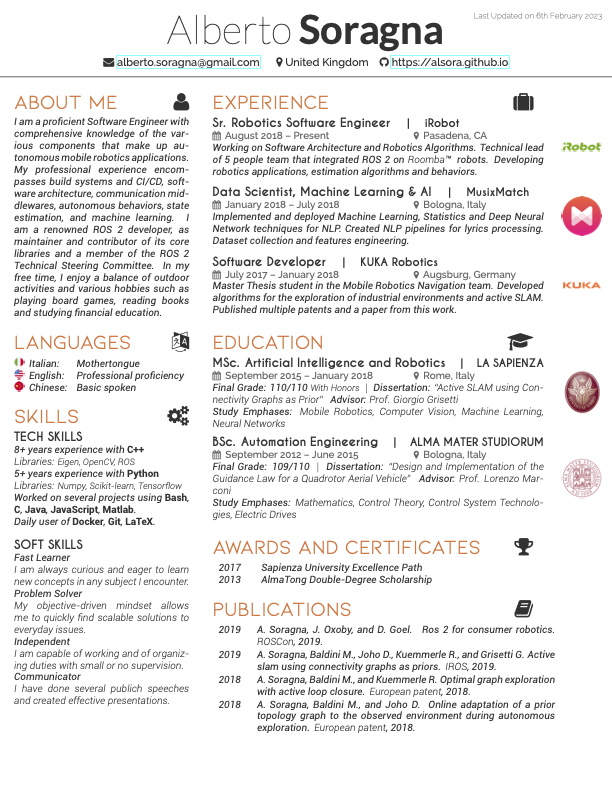 Last Updated on 6th February 2023
Alberto Soragna
alberto.soragna@gmail.com United Kingdom https://alsora.github.io
ABOUT ME
I am a proficient Software Engineer with
comprehensive knowledge of the var-
ious components that make up au-
tonomous mobile robotics applications.
My professional experience encom-
passes build systems and CI/CD, soft-
ware architecture, communication mid-
dlewares, autonomous behaviors, state
estimation, and machine learning. I
am a renowned ROS 2 developer, as
maintainer and contributor of its core
libraries and a member of the ROS 2
Technical Steering Committee. In my
free time, I enjoy a balance of outdoor
activities and various hobbies such as
playing board games, reading books
and studying financial education.
LANGUAGES
Italian: Mothertongue
English: Professional proficiency
Chinese: Basic spoken
SKILLS
TECH SKILLS
8+ years experience with C++
Libraries: Eigen, OpenCV, ROS
5+ years experience with Python
Libraries: Numpy, Scikit-learn, Tensorflow
Worked on several projects using Bash,
C, Java, JavaScript, Matlab.
Daily user of Docker, Git, LaTeX.
SOFT SKILLS
Fast Learner
I am always curious and eager to learn
new concepts in any subject I encounter.
Problem Solver
My objective-driven mindset allows
me to quickly find scalable solutions to
everyday issues.
Independent
I am capable of working and of organiz-
ing duties with small or no supervision.
Communicator
I have done several publish speeches
and created effective presentations.
EXPERIENCE
Sr. Robotics Software Engineer | iRobot
August 2018 – Present Pasadena, CA
Working on Software Architecture and Robotics Algorithms. Technical lead
of 5 people team that integrated ROS 2 on Roomba™ robots. Developing
robotics applications, estimation algorithms and behaviors.
iRobot
Data Scientist, Machine Learning & AI | MusixMatch
January 2018 – July 2018 Bologna, Italy
Implemented and deployed Machine Learning, Statistics and Deep Neural
Network techniques for NLP. Created NLP pipelines for lyrics processing.
Dataset collection and features engineering.
Software Developer | KUKA Robotics
July 2017 – January 2018 Augsburg, Germany
Master Thesis student in the Mobile Robotics Navigation team. Developed
algorithms for the exploration of industrial environments and active SLAM.
Published multiple patents and a paper from this work.
KUKA
EDUCATION
MSc. Artificial Intelligence and Robotics | LA SAPIENZA
September 2015 – January 2018 Rome, Italy
Final Grade: 110/110 With Honors | Dissertation: “Active SLAM using Con-
nectivity Graphs as Prior” Advisor: Prof. Giorgio Grisetti
Study Emphases: Mobile Robotics, Computer Vision, Machine Learning,
Neural Networks
BSc. Automation Engineering | ALMA MATER STUDIORUM
September 2012 – June 2015 Bologna, Italy
Final Grade: 109/110 | Dissertation: “Design and Implementation of the
Guidance Law for a Quadrotor Aerial Vehicle” Advisor: Prof. Lorenzo Mar-
coni
Study Emphases: Mathematics, Control Theory, Control System Technolo-
gies, Electric Drives
AWARDS AND CERTIFICATES
2017 Sapienza University Excellence Path
2013 AlmaTong Double-Degree Scholarship
PUBLICATIONS
2019 A. Soragna, J. Oxoby, and D. Goel. Ros 2 for consumer robotics.
ROSCon, 2019.
2019 A. Soragna, Baldini M., Joho D., Kuemmerle R., and Grisetti G. Active
slam using connectivity graphs as priors. IROS, 2019.
2018 A. Soragna, Baldini M., and Kuemmerle R. Optimal graph exploration
with active loop closure. European patent, 2018.
2018 A. Soragna, Baldini M., and Joho D. Online adaptation of a prior
topology graph to the observed environment during autonomous
exploration. European patent, 2018.